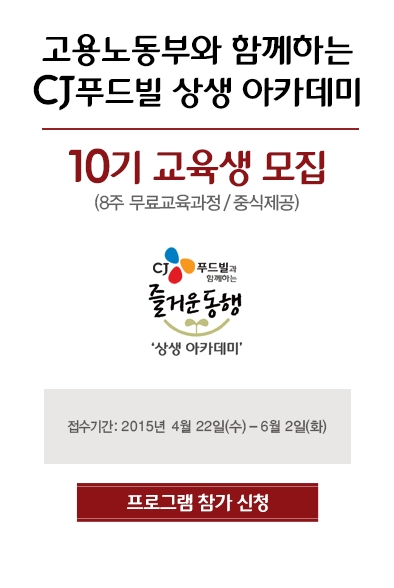 고용노동부와 함께하는
CJ푸드빌 상생 아카데미
10기 교육생 모집
(8주 무료교육과정 / 중식제공)
CJ 푸드빌과
함께하는
즐거운동행
‘상생 아카데미’
접수기간: 2015년 4월 22일(수) – 6월 2일(화)
프로그램 참가 신청